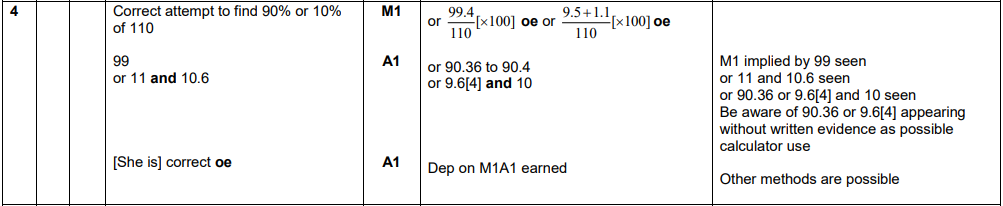 4
Correct attempt to find 90% or 10%
of 110
M1
or 99.4/110 [×100] oe or 9.5+1.1/110 [×100] oe
99
or 11 and 10.6
A1
or 90.36 to 90.4
or 9.6[4] and 10
M1 implied by 99 seen
or 11 and 10.6 seen
or 90.36 or 9.6[4] and 10 seen
Be aware of 90.36 or 9.6[4] appearing
without written evidence as possible
calculator use
[She is] correct oe
A1
Dep on M1A1 earned
Other methods are possible